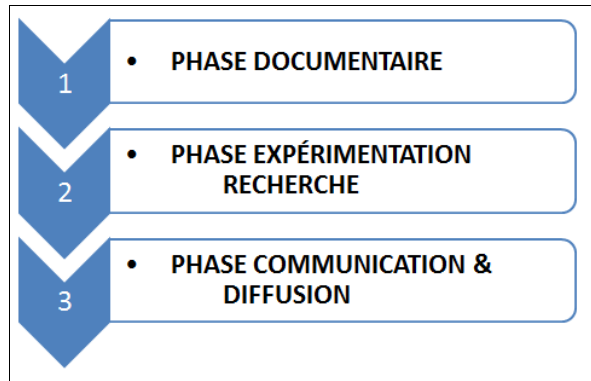 1
• PHASE DOCUMENTAIRE
2
• PHASE EXPÉRIMENTATION
RECHERCHE
3
• PHASE COMMUNICATION &
DIFFUSION